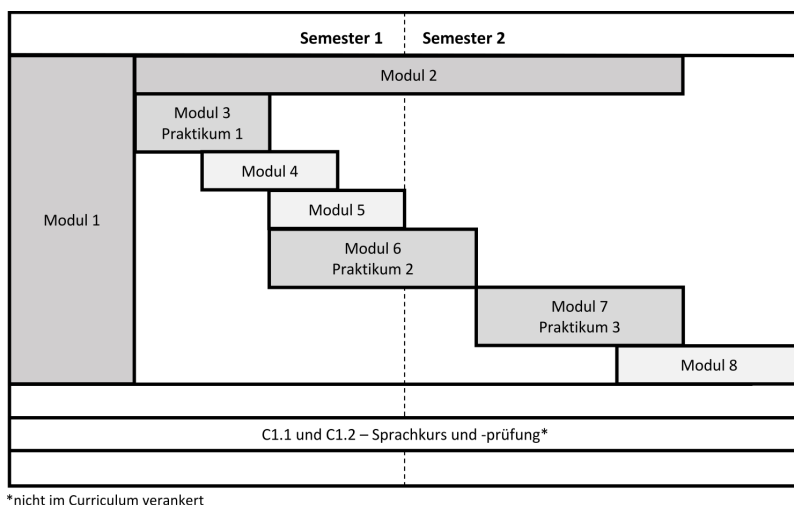 Semester 1
Semester 2
Modul 2
Modul 3
Praktikum 1
Modul 4
Modul 1
Modul 5
Modul 6
Praktikum 2
Modul 7
Praktikum 3
Modul 8
C1.1 und C1.2 – Sprachkurs und -prüfung*
*nicht im Curriculum verankert